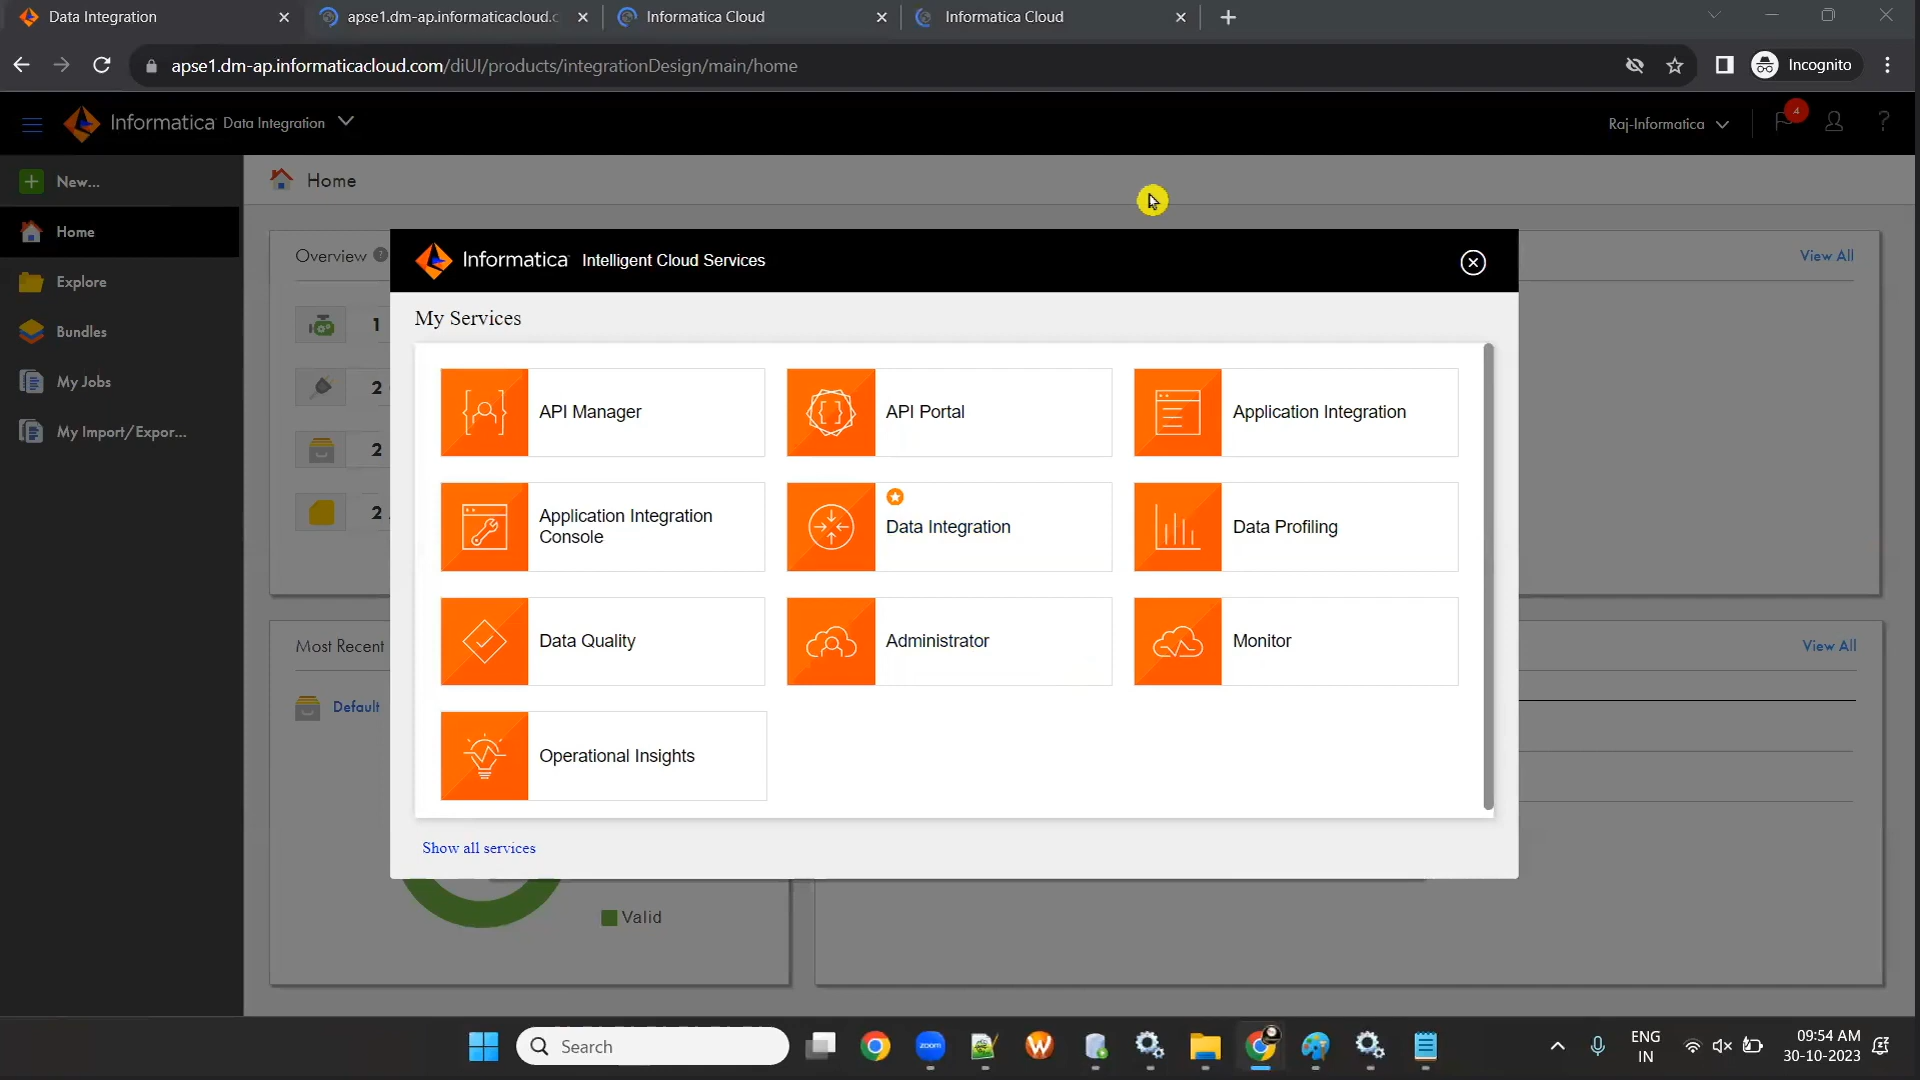 Data Integration
apse1.dm-ap.informaticacloud.c
Informatica Cloud
Informatica Cloud
apse1.dm-ap.informaticacloud.com/diUI/products/integrationDesign/main/home
Incognito
Informatica Data Integration
Raj-Informatica
4
?
New...
Home
Home
Explore
Bundles
My Jobs
My Import/Expor...
Overview ?
View All
1
2
2
2
Informatica Intelligent Cloud Services
My Services
API Manager
API Portal
Application Integration
Application Integration
Console
Data Integration
Data Profiling
Data Quality
Administrator
Monitor
Operational Insights
Show all services
Most Recent
View All
Default
Valid
Search
zoom
W
ENG
IN
09:54 AM
30-10-2023